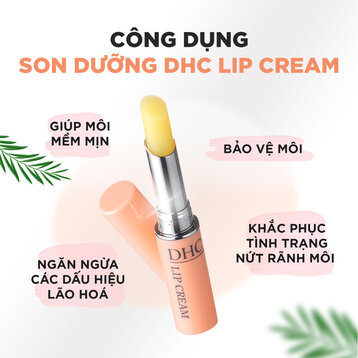 CÔNG DỤNG
SON DƯỠNG DHC LIP CREAM
GIÚP MÔI
MỀM MỊN
BẢO VỆ MÔI
NGĂN NGỪA
CÁC DẤU HIỆU
LÃO HOÁ
KHẮC PHỤC
TÌNH TRẠNG
NỨT RÃNH MÔI
DHC
LIP CREAM